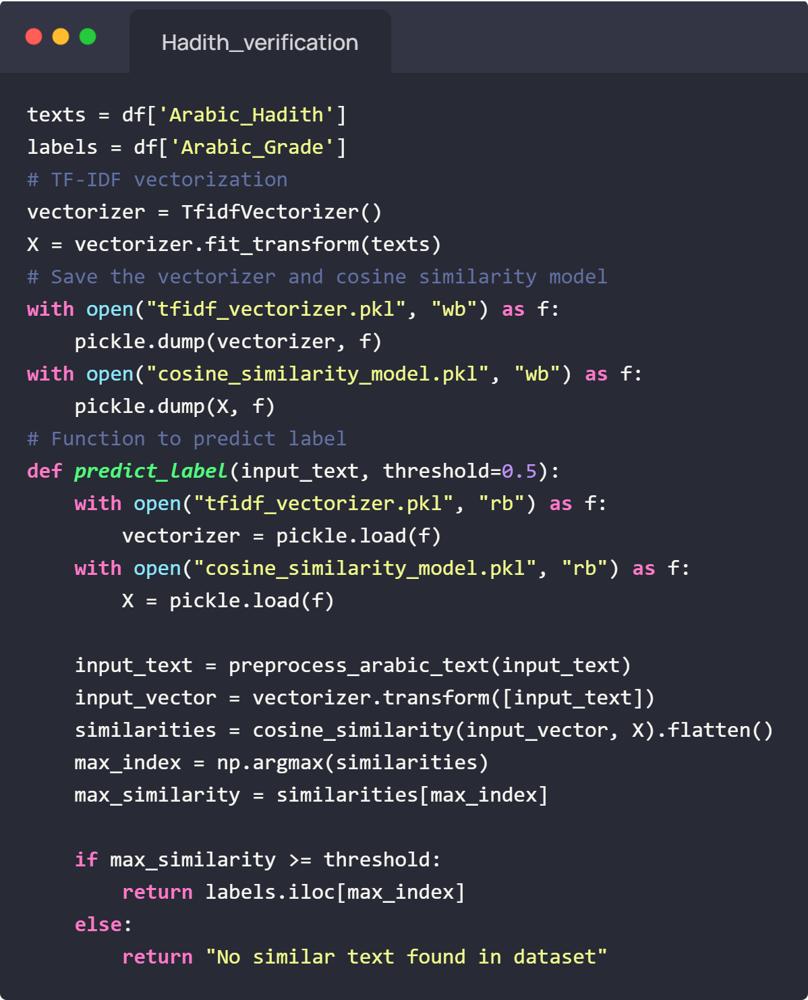 Hadith_verification
texts = df['Arabic_Hadith']
labels = df['Arabic_Grade']
# TF-IDF vectorization
vectorizer = TfidfVectorizer()
X = vectorizer.fit_transform(texts)
# Save the vectorizer and cosine similarity model
with open("tfidf_vectorizer.pkl", "wb") as f:
    pickle.dump(vectorizer, f)
with open("cosine_similarity_model.pkl", "wb") as f:
    pickle.dump(X, f)
# Function to predict label
def predict_label(input_text, threshold=0.5):
    with open("tfidf_vectorizer.pkl", "rb") as f:
        vectorizer = pickle.load(f)
    with open("cosine_similarity_model.pkl", "rb") as f:
        X = pickle.load(f)

    input_text = preprocess_arabic_text(input_text)
    input_vector = vectorizer.transform([input_text])
    similarities = cosine_similarity(input_vector, X).flatten()
    max_index = np.argmax(similarities)
    max_similarity = similarities[max_index]

    if max_similarity >= threshold:
        return labels.iloc[max_index]
    else:
        return "No similar text found in dataset"